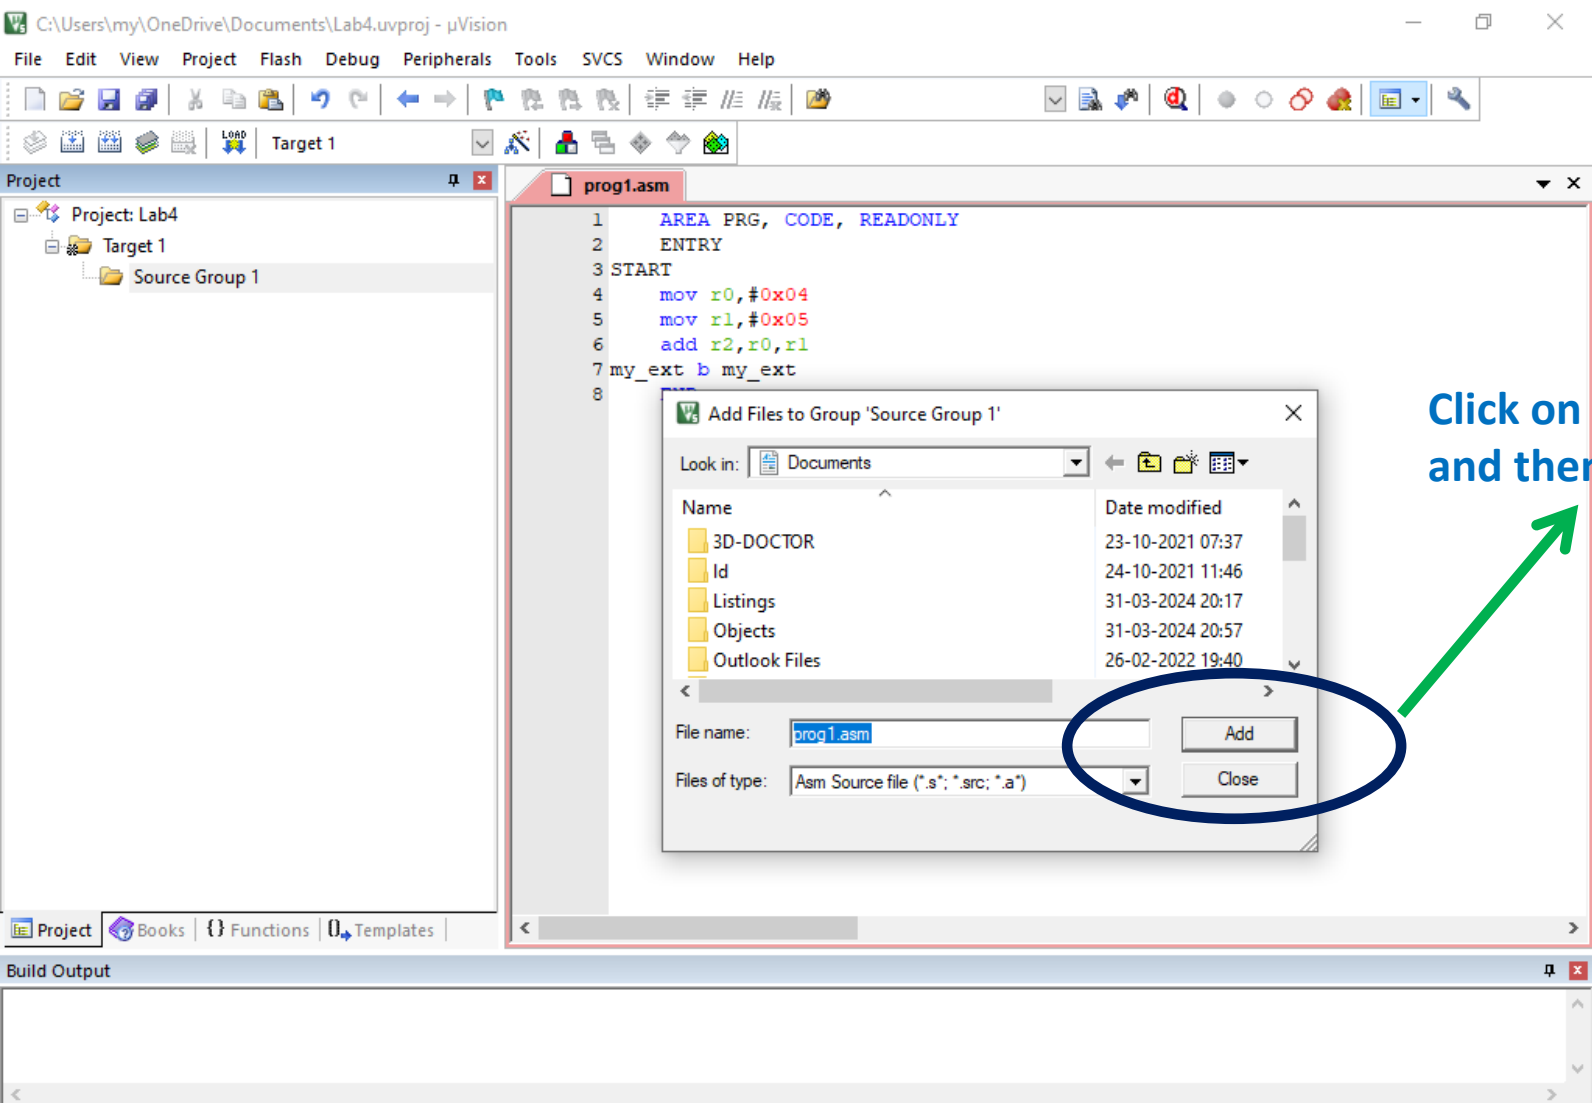 C:\Users\my\OneDrive\Documents\Lab4.uvproj - µVision
File Edit View Project Flash Debug Peripherals Tools SVCS Window Help
LOAD Target 1
Project
prog1.asm
Project: Lab4
Target 1
Source Group 1
1 AREA PRG, CODE, READONLY
2 ENTRY
3 START
4 mov r0,#0x04
5 mov r1,#0x05
6 add r2,r0,r1
7 my_ext b my_ext
8
Add Files to Group 'Source Group 1'
Look in: Documents
Name Date modified
3D-DOCTOR 23-10-2021 07:37
Id 24-10-2021 11:46
Listings 31-03-2024 20:17
Objects 31-03-2024 20:57
Outlook Files 26-02-2022 19:40
File name: prog1.asm Add
Files of type: Asm Source file (*.s*; *.src; *.a*) Close
Click on
and then
Project Books {} Functions Templates
Build Output